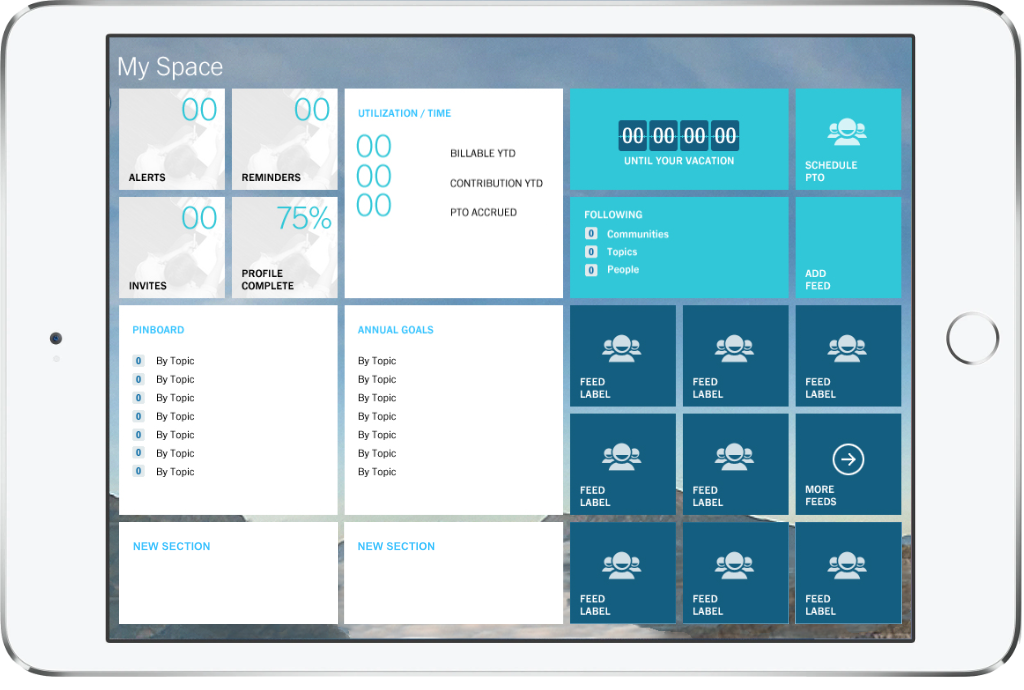 My Space
00
ALERTS
00
REMINDERS
00
INVITES
75%
PROFILE
COMPLETE
UTILIZATION / TIME
00 BILLABLE YTD
00 CONTRIBUTION YTD
00 PTO ACCRUED
00 00 00 00
UNTIL YOUR VACATION
SCHEDULE
PTO
FOLLOWING
0 Communities
0 Topics
0 People
ADD
FEED
PINBOARD
0 By Topic
0 By Topic
0 By Topic
0 By Topic
0 By Topic
0 By Topic
0 By Topic
ANNUAL GOALS
By Topic
By Topic
By Topic
By Topic
By Topic
By Topic
By Topic
FEED
LABEL
FEED
LABEL
FEED
LABEL
FEED
LABEL
FEED
LABEL
MORE
FEEDS
NEW SECTION
NEW SECTION
FEED
LABEL
FEED
LABEL
FEED
LABEL